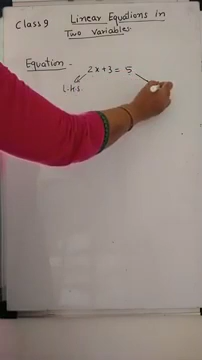 Class 9 Linear Equations in
Two Variables.
Equation -
2x+3 = 5
L.H.S.